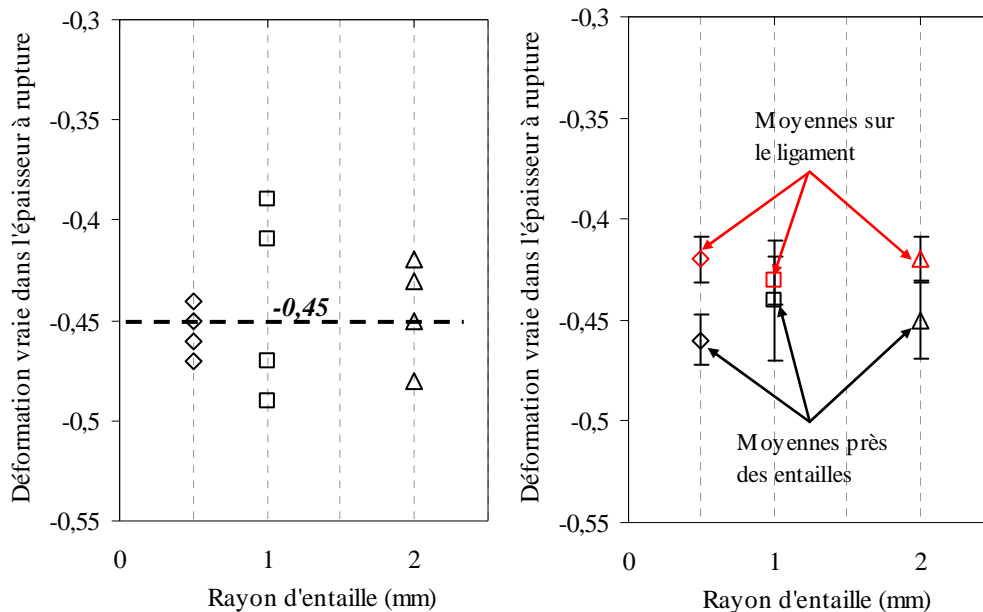 Déformation vraie dans l'épaisseur à rupture
-0,3
-0,35
-0,4
-0,45
-0,5
-0,55
-0,45
0
1
2
Rayon d'entaille (mm)
Déformation vraie dans l'épaisseur à rupture
-0,3
-0,35
-0,4
-0,45
-0,5
-0,55
Moyennes sur
le ligament
Moyennes près
des entailles
0
1
2
Rayon d'entaille (mm)